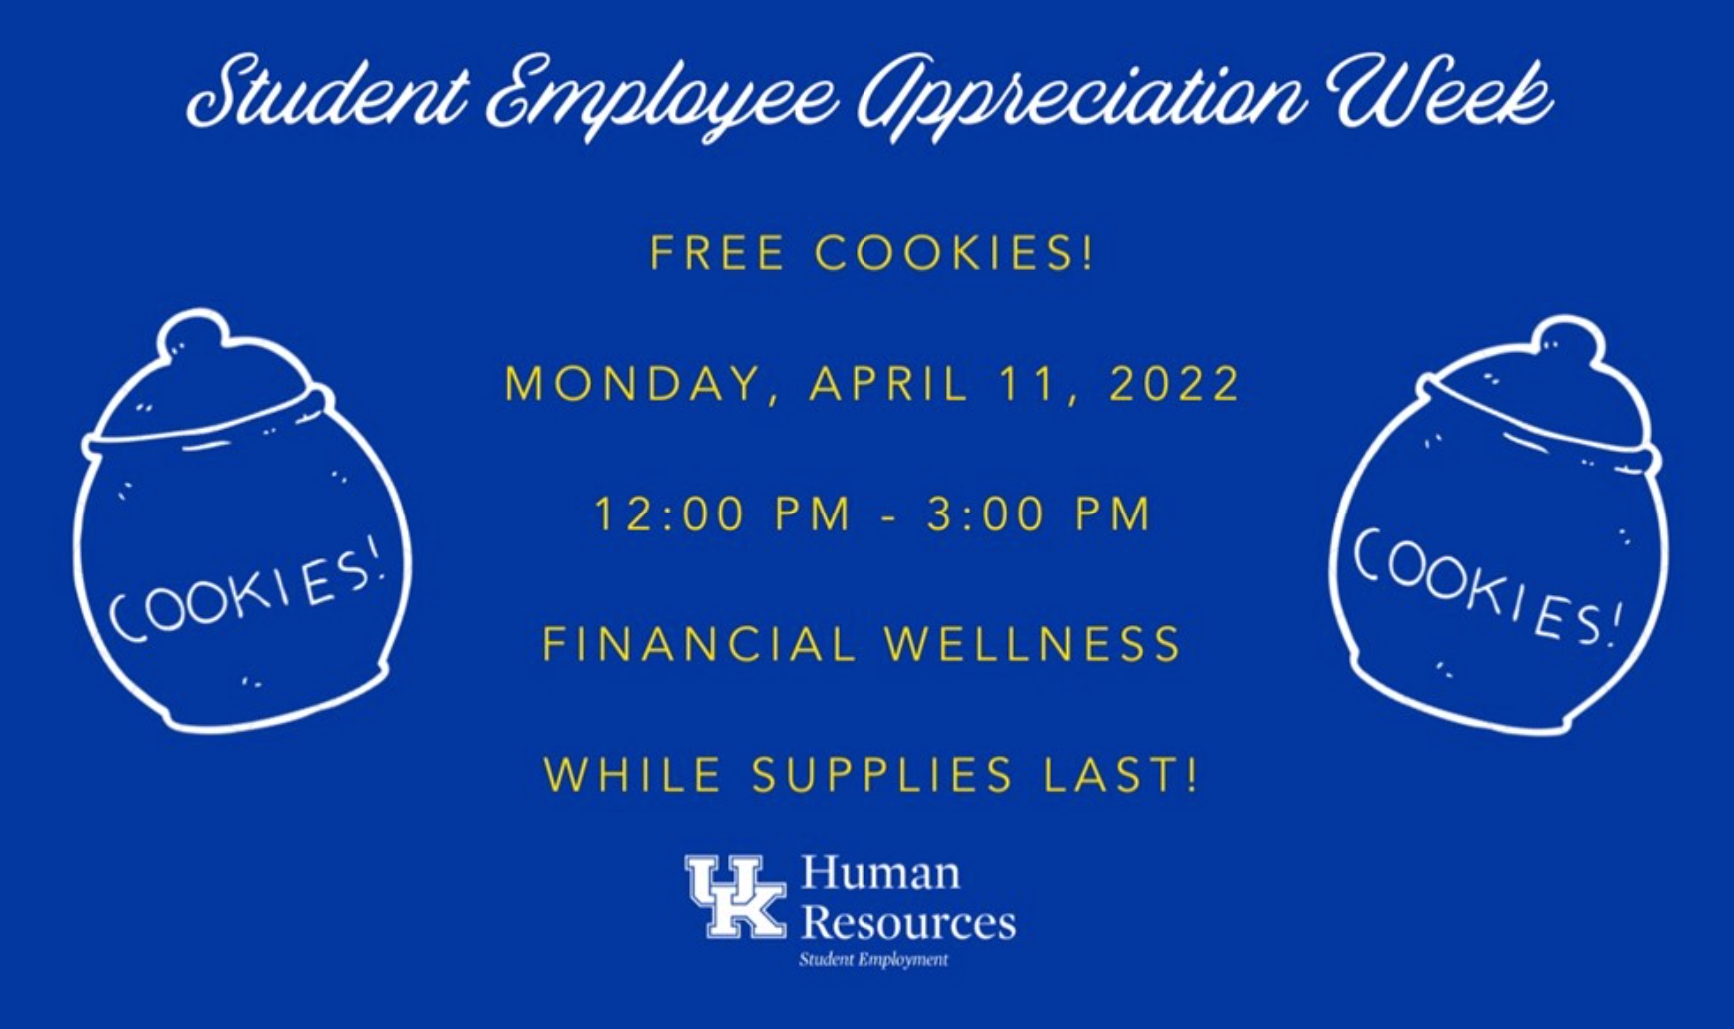 Student Employee Appreciation Week
FREE COOKIES!
MONDAY, APRIL 11, 2022
12:00 PM - 3:00 PM
FINANCIAL WELLNESS
WHILE SUPPLIES LAST!
COOKIES!
COOKIES!
UK
Human
Resources
Student Employment